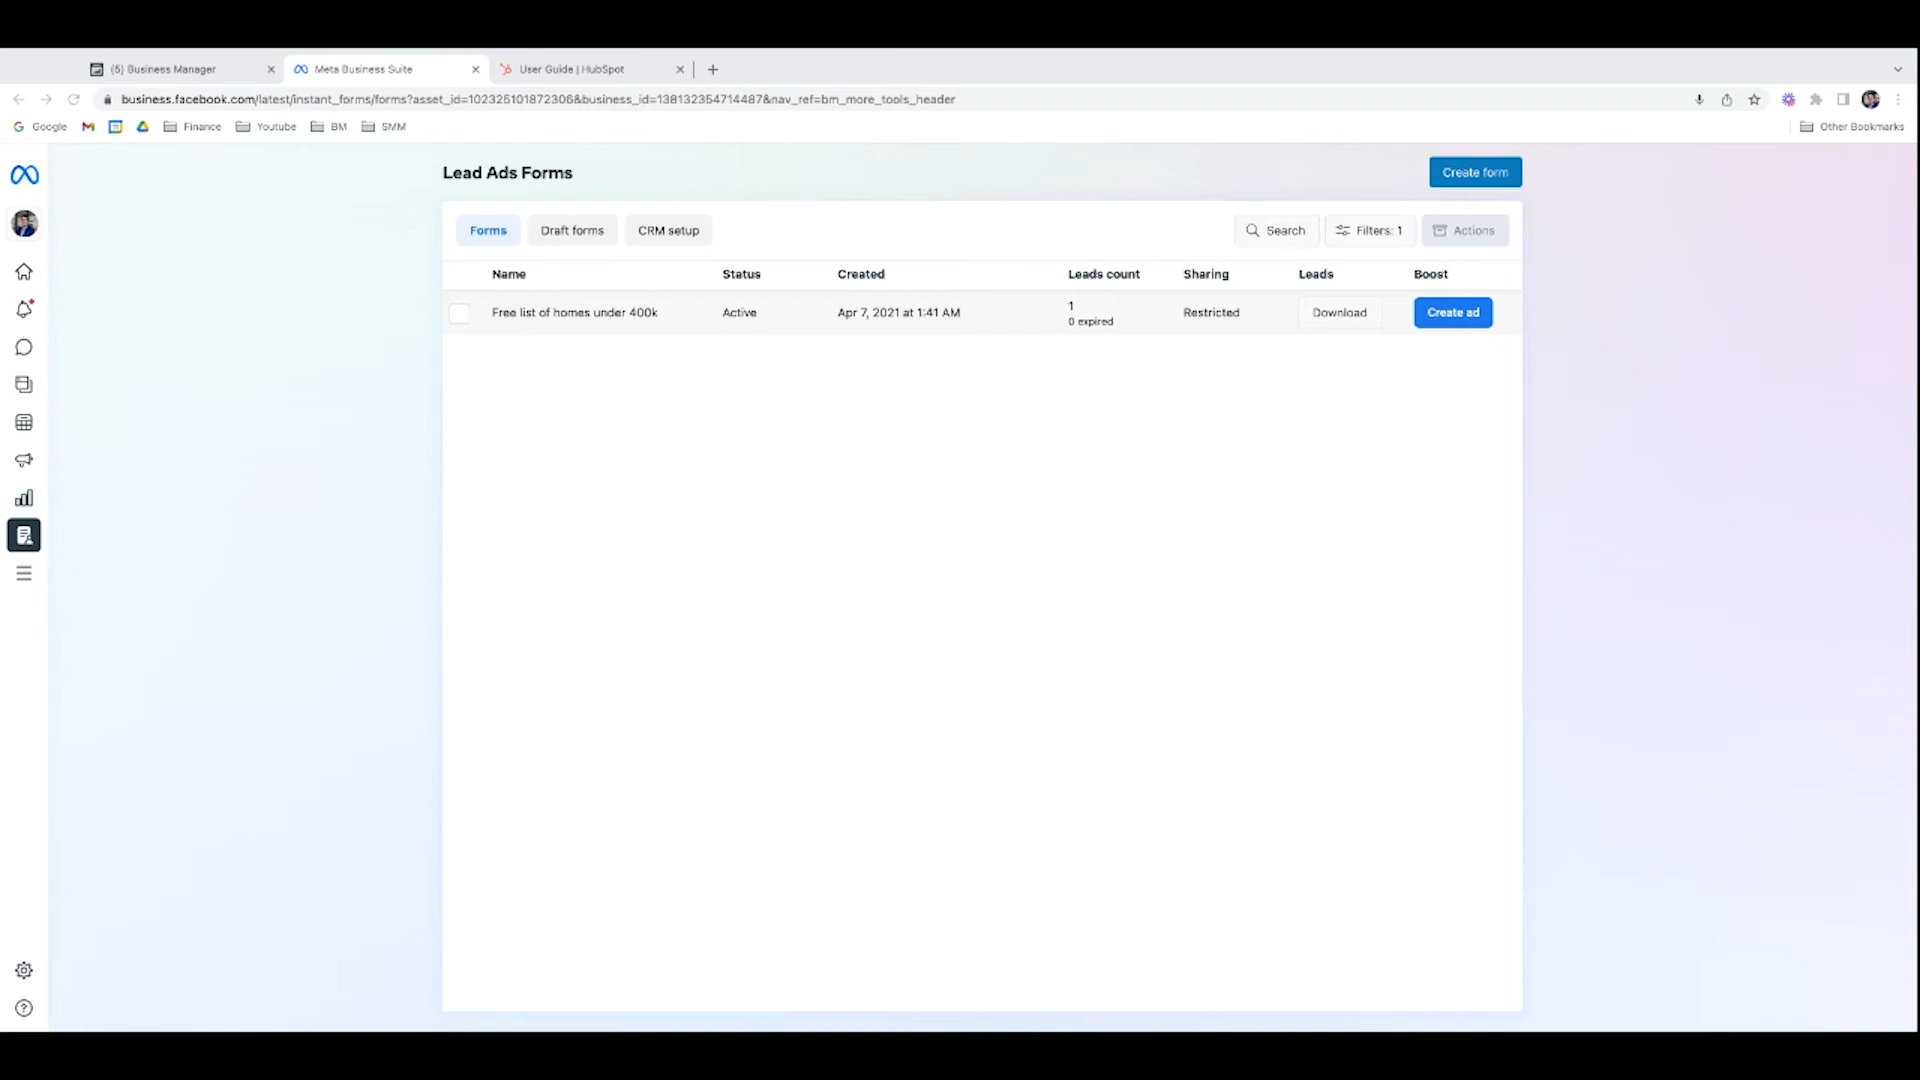 (5) Business Manager
Meta Business Suite
User Guide | HubSpot
business.facebook.com/latest/instant_forms/forms?asset_id=102325101872306&business_id=138132354714487&nav_ref=bm_more_tools_header
Google
Finance
Youtube
BM
SMM
Other Bookmarks
Lead Ads Forms
Create form
Forms
Draft forms
CRM setup
Search
Filters: 1
Actions
Name
Status
Created
Leads count
Sharing
Leads
Boost
Free list of homes under 400k
Active
Apr 7, 2021 at 1:41 AM
1
0 expired
Restricted
Download
Create ad